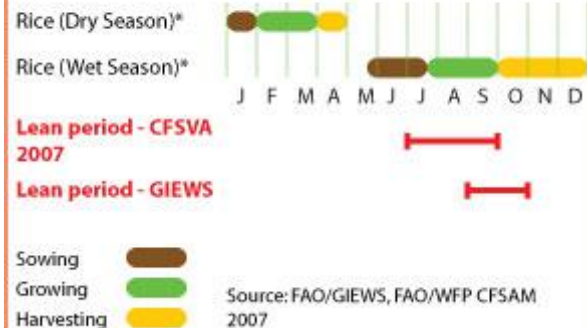 Rice (Dry Season)*
Rice (Wet Season)*
J F M A M J J A S O N D
Lean period - CFSVA
2007
Lean period - GIEWS
Sowing
Growing
Harvesting
Source: FAO/GIEWS, FAO/WFP CFSAM
2007